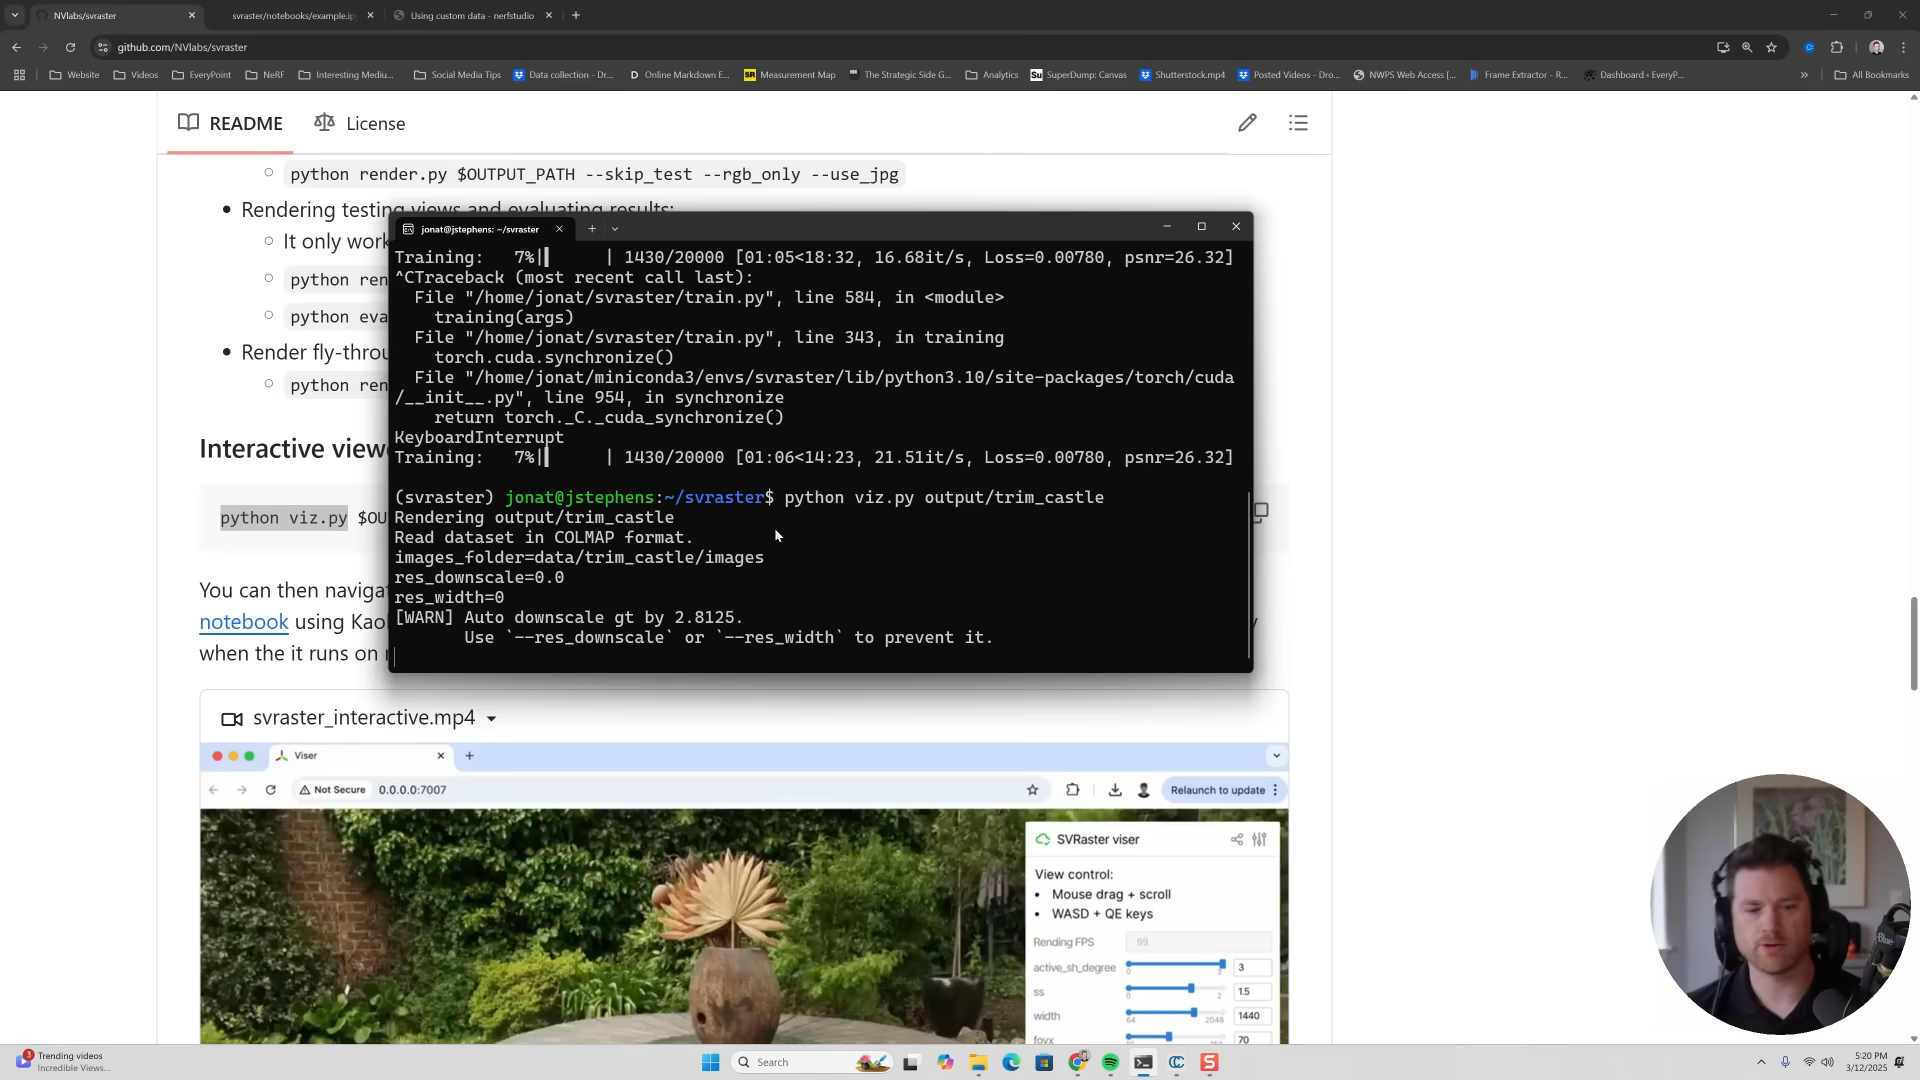 NVlabs/svraster
svraster/notebooks/example.ip
Using custom data - nerfstudio
github.com/NVlabs/svraster
Website
Videos
EveryPoint
NeRF
Interesting Mediu...
Social Media Tips
Data collection - Dr...
Online Markdown E...
Measurement Map
The Strategic Side G...
Analytics
SuperDump: Canvas
Shutterstock.mp4
Posted Videos - Dro...
NWPS Web Access [...
Frame Extractor - R...
Dashboard ‹ EveryP...
All Bookmarks
README
License
python render.py $OUTPUT_PATH --skip_test --rgb_only --use_jpg
Rendering testing views and evaluating results:
It only work
python ren
python eva
Render fly-throu
python ren
Interactive viewe
python viz.py $OU
You can then navigat
notebook using Kao
when the it runs on r
jonat@jstephens: ~/svraster
Training:   7%|▌      | 1430/20000 [01:05<18:32, 16.68it/s, Loss=0.00780, psnr=26.32]
^CTraceback (most recent call last):
File "/home/jonat/svraster/train.py", line 584, in <module>
training(args)
File "/home/jonat/svraster/train.py", line 343, in training
torch.cuda.synchronize()
File "/home/jonat/miniconda3/envs/svraster/lib/python3.10/site-packages/torch/cuda
/__init__.py", line 954, in synchronize
return torch._C._cuda_synchronize()
KeyboardInterrupt
Training:   7%|▌      | 1430/20000 [01:06<14:23, 21.51it/s, Loss=0.00780, psnr=26.32]
(svraster) jonat@jstephens:~/svraster$ python viz.py output/trim_castle
Rendering output/trim_castle
Read dataset in COLMAP format.
images_folder=data/trim_castle/images
res_downscale=0.0
res_width=0
[WARN] Auto downscale gt by 2.8125.
Use `--res_downscale` or `--res_width` to prevent it.
svraster_interactive.mp4
Viser
Not Secure
0.0.0.0:7007
Relaunch to update
SVRaster viser
View control:
Mouse drag + scroll
WASD + QE keys
Rending FPS
99
active_sh_degree
0
3
ss
0
2
1.5
width
64
2048
1440
fovx
70
3
Trending videos
Incredible Views...
Search
5:20 PM
3/12/2025